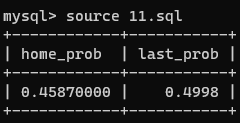 mysql> source 11.sql
+------------+-----------+
| home_prob  | last_prob |
+------------+-----------+
| 0.45870000 |    0.4998 |
+------------+-----------+